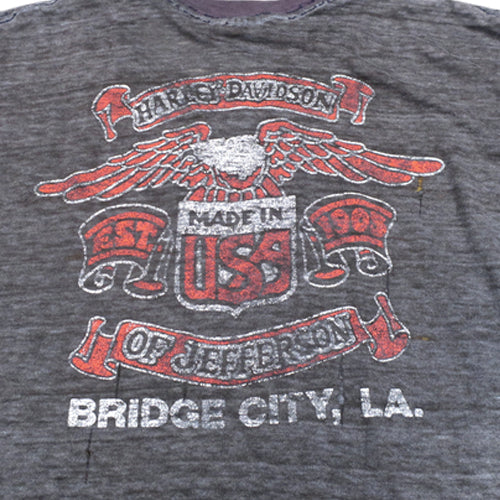 HARLEY DAVIDSON
MADE IN
USA
EST. 1903
OF JEFFERSON
BRIDGE CITY, LA.